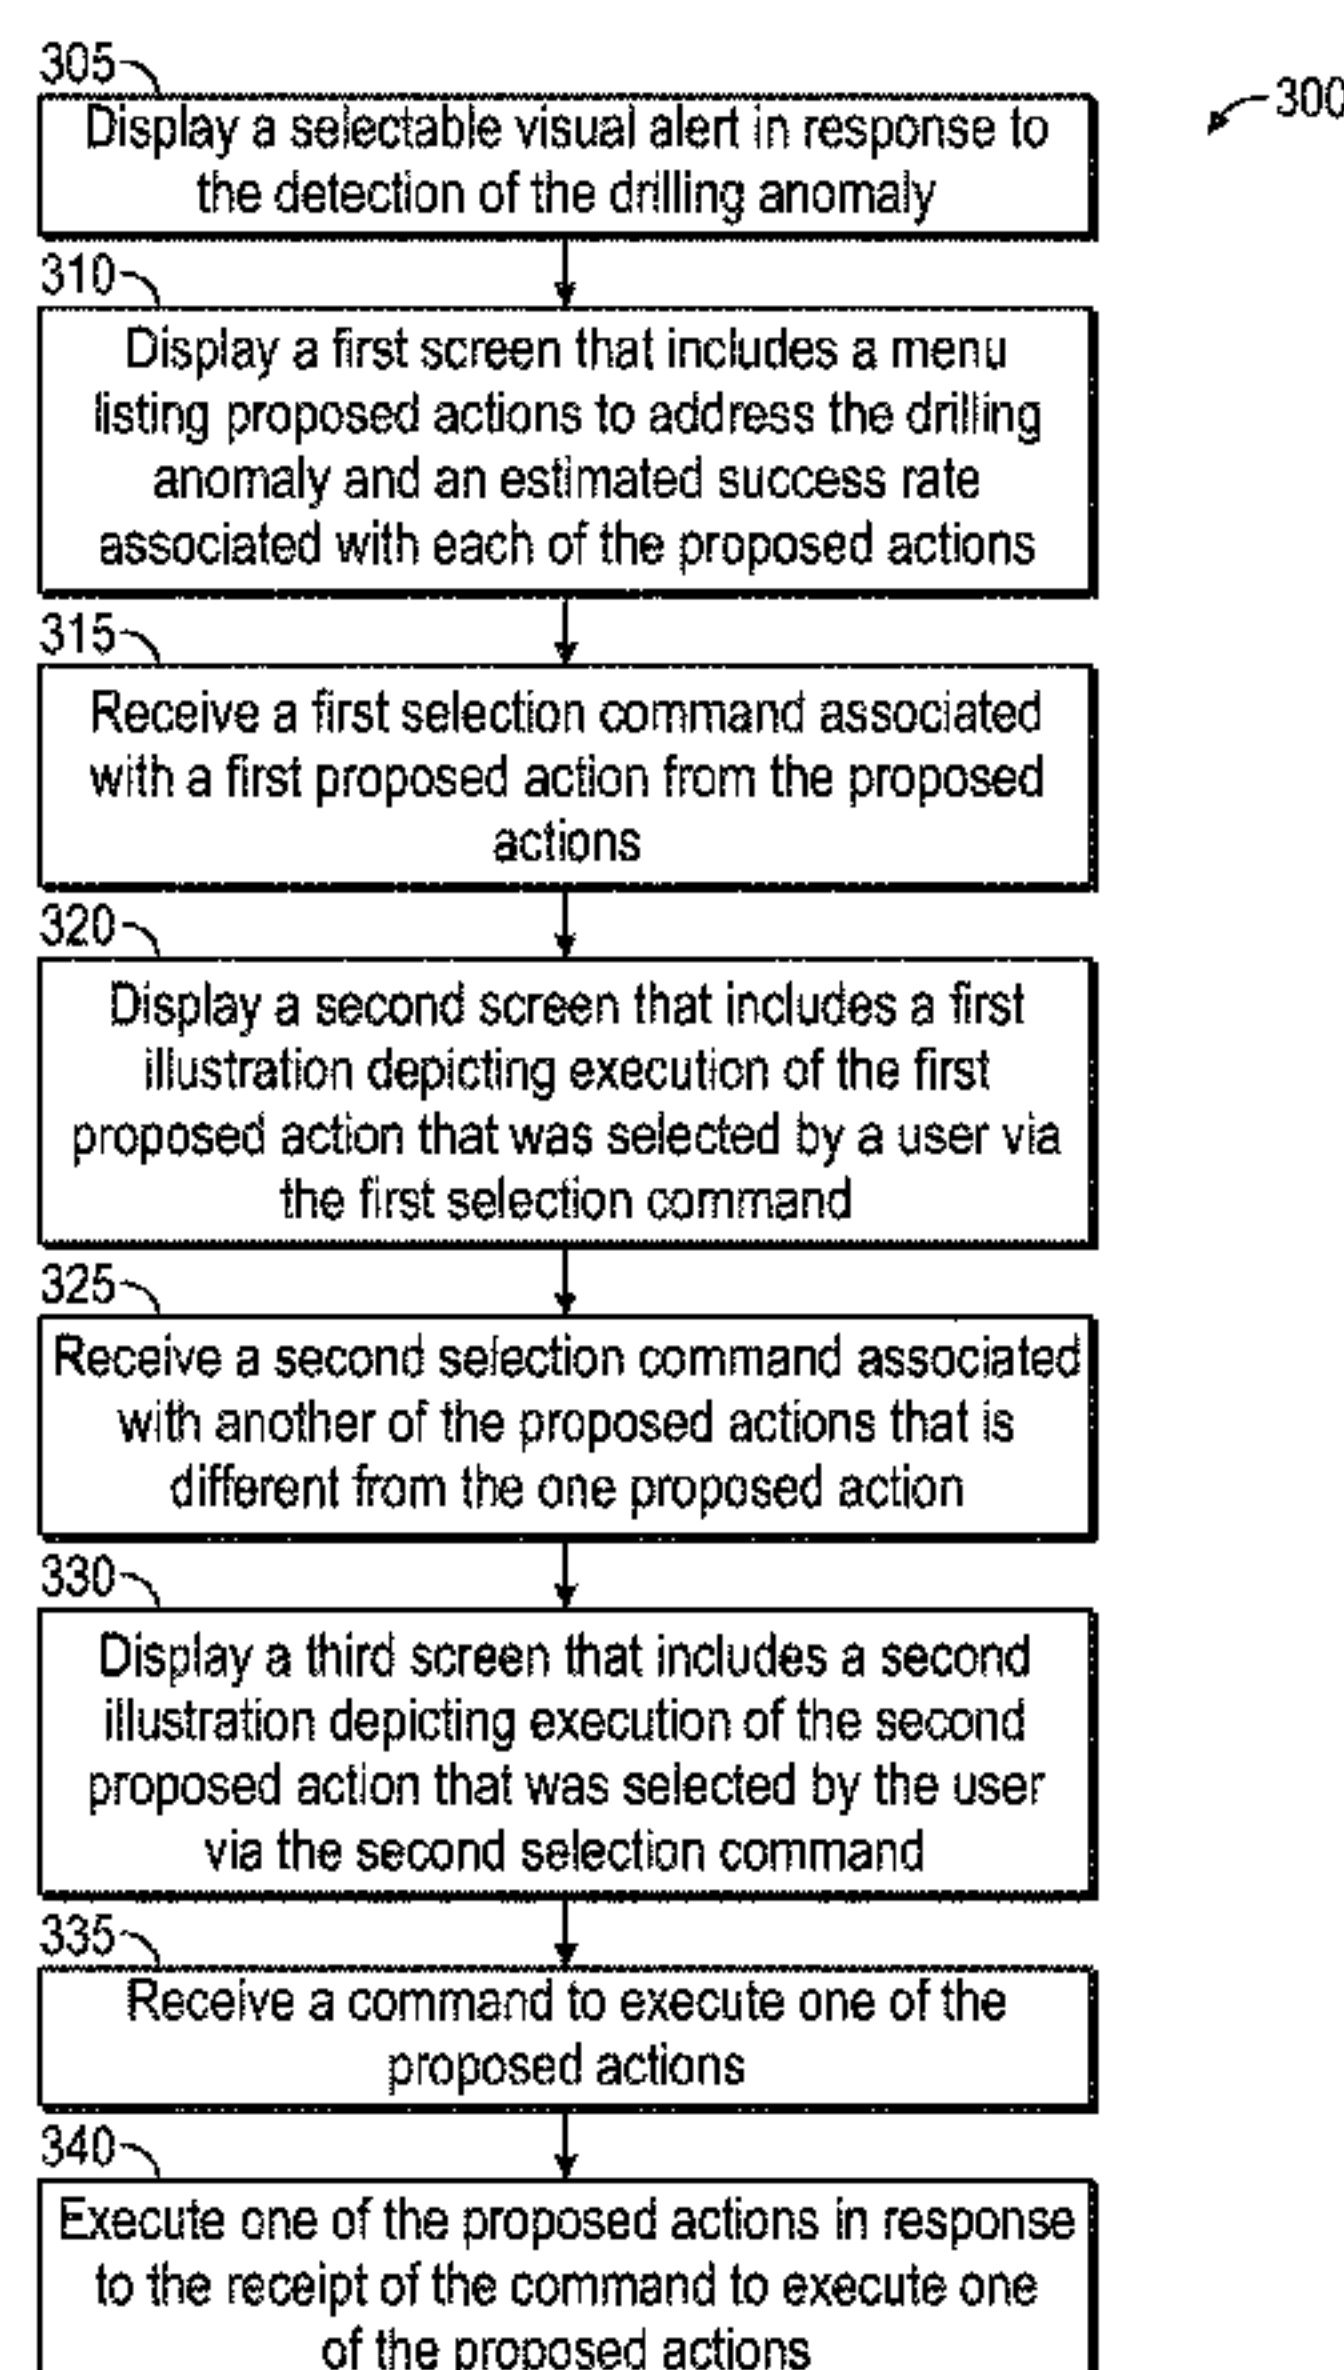 305
300
Display a selectable visual alert in response to
the detection of the drilling anomaly
310
Display a first screen that includes a menu
listing proposed actions to address the drilling
anomaly and an estimated success rate
associated with each of the proposed actions
315
Receive a first selection command associated
with a first proposed action from the proposed
actions
320
Display a second screen that includes a first
illustration depicting execution of the first
proposed action that was selected by a user via
the first selection command
325
Receive a second selection command associated
with another of the proposed actions that is
different from the one proposed action
330
Display a third screen that includes a second
illustration depicting execution of the second
proposed action that was selected by the user
via the second selection command
335
Receive a command to execute one of the
proposed actions
340
Execute one of the proposed actions in response
to the receipt of the command to execute one
of the proposed actions